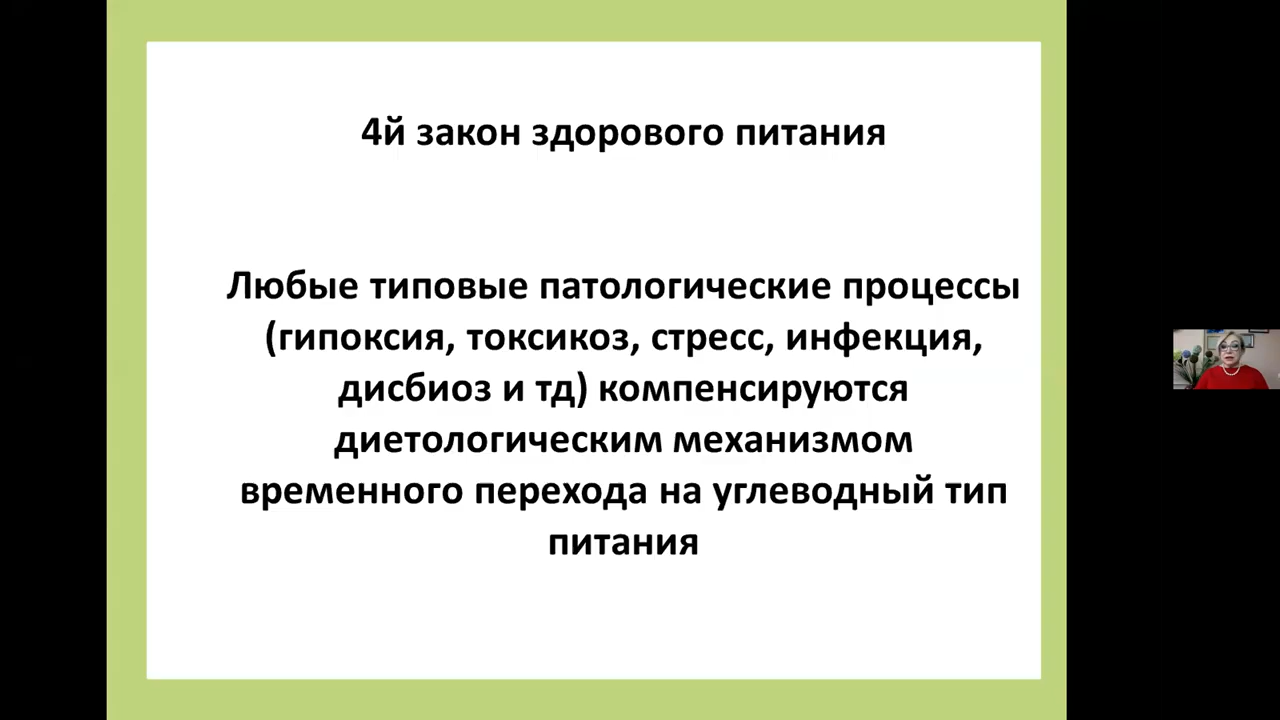 4й закон здорового питания
Любые типовые патологические процессы
(гипоксия, токсикоз, стресс, инфекция,
дисбиоз и тд) компенсируются
диетологическим механизмом
временного перехода на углеводный тип
питания